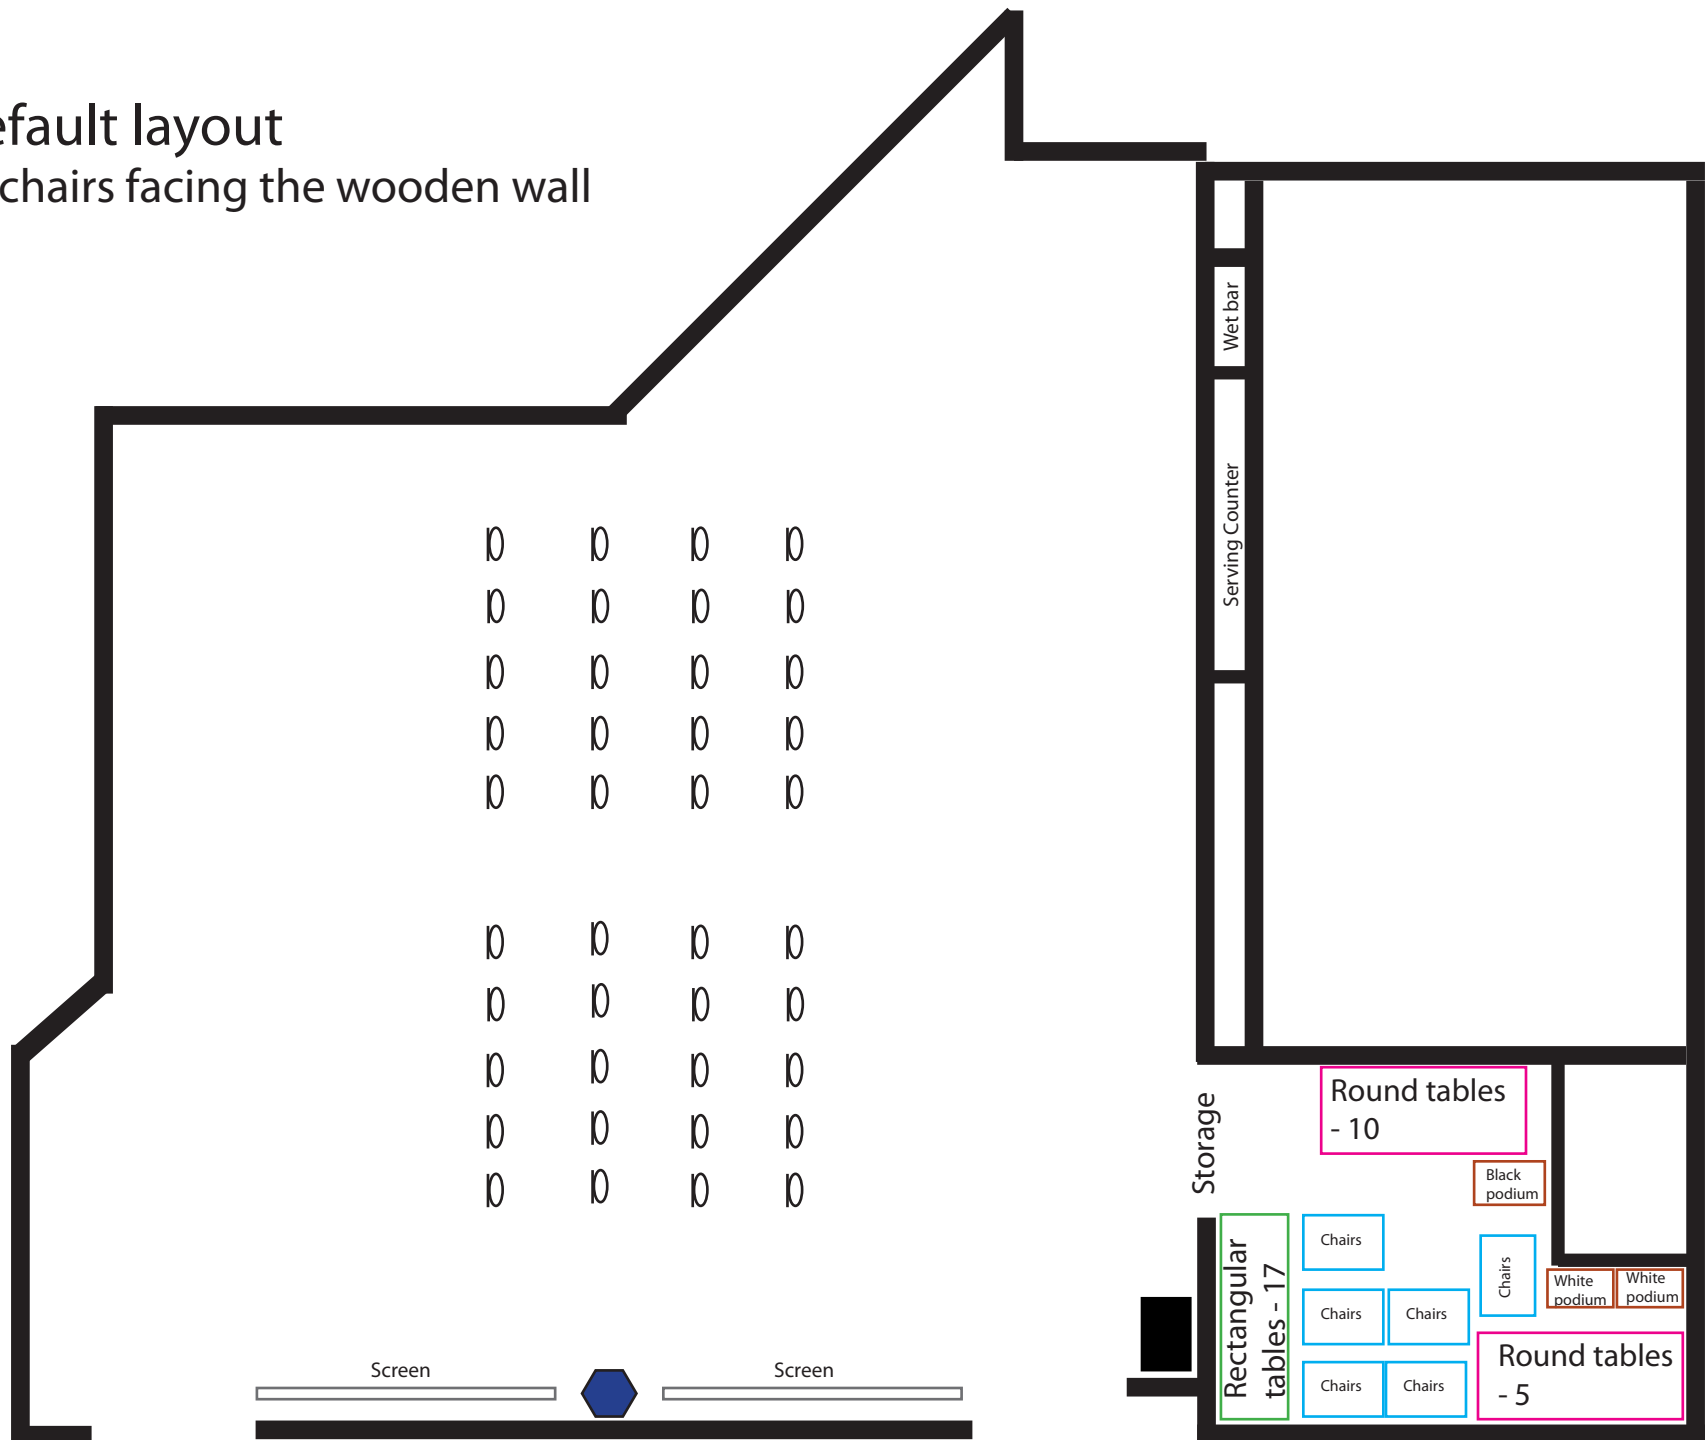 efault layout
chairs facing the wooden wall
Wet bar
Serving Counter
Storage
Round tables
- 10
Black
podium
Rectangular
tables - 17
Chairs
Chairs
Chairs
Chairs
Chairs
Chairs
White
podium
White
podium
Round tables
- 5
Screen
Screen